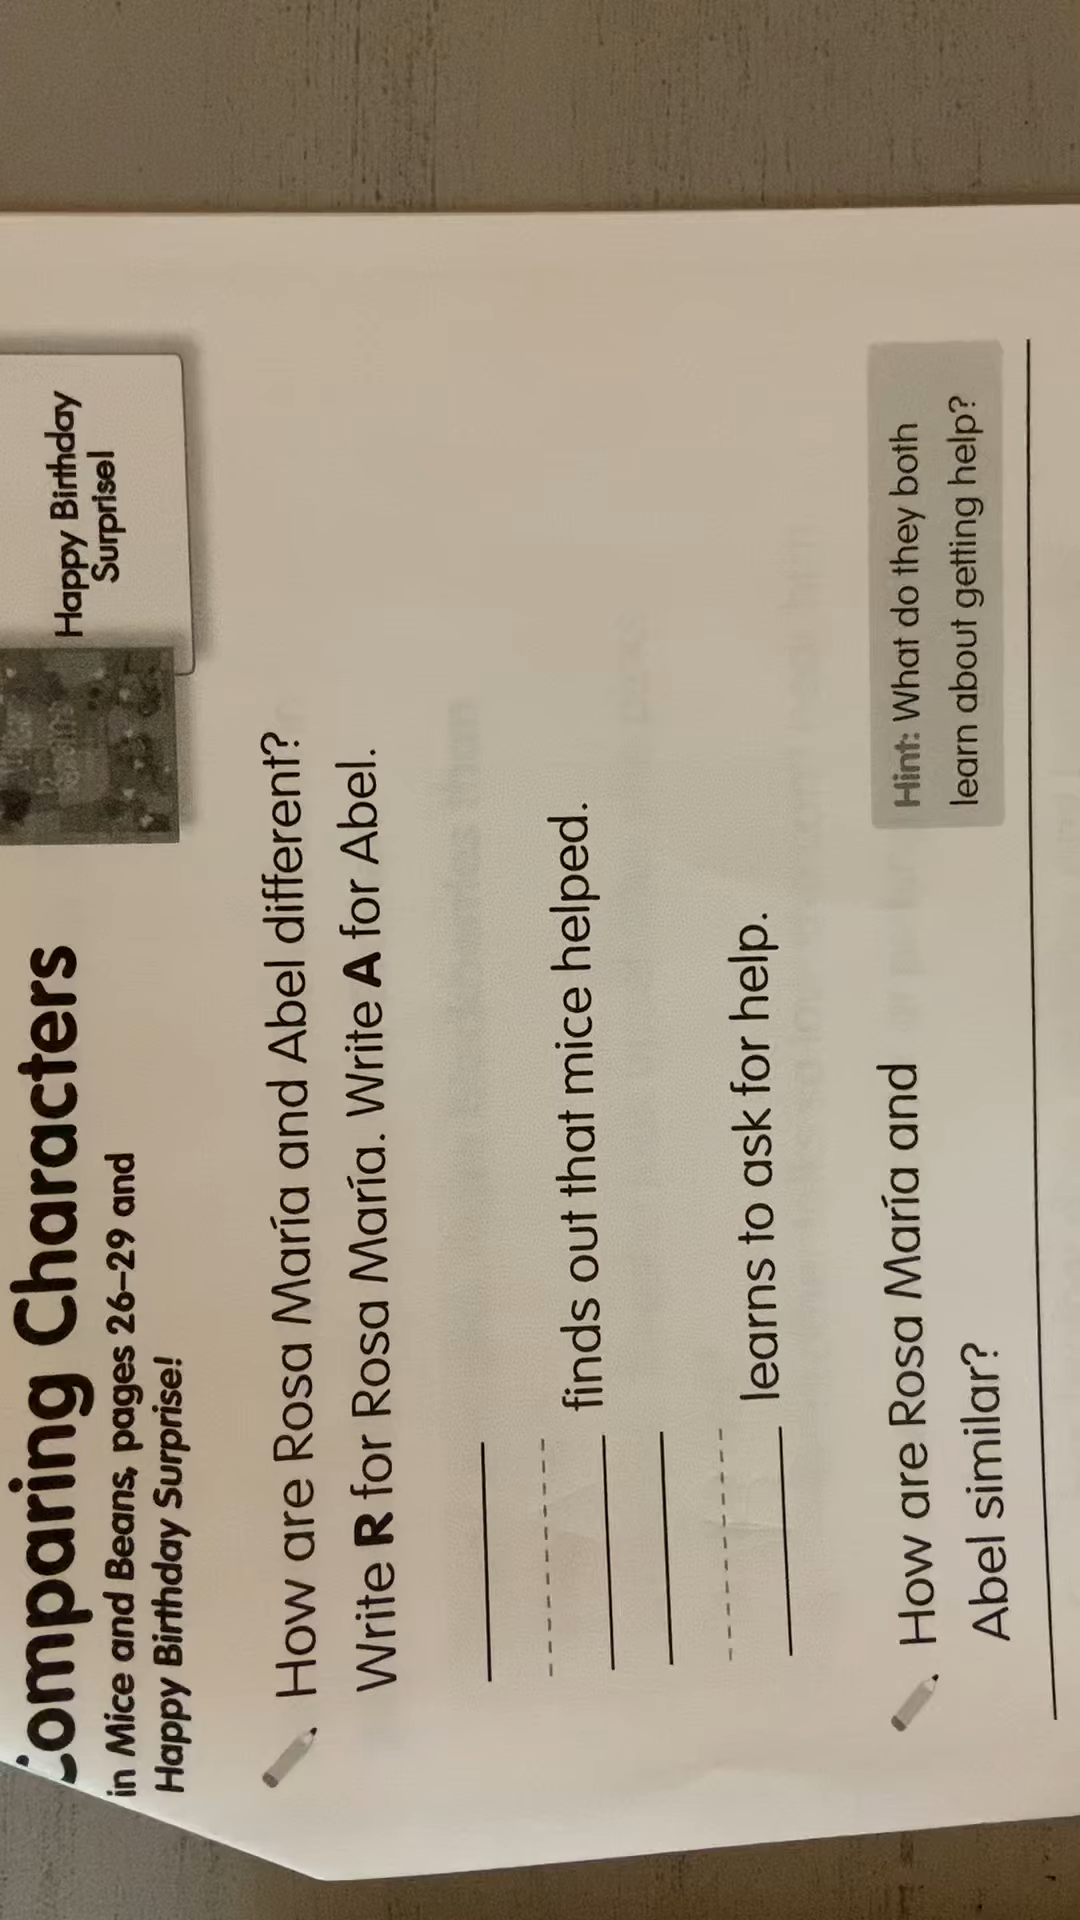 Comparing Characters
in Mice and Beans, pages 26–29 and
Happy Birthday Surprise!
Happy Birthday
Surprise!
How are Rosa María and Abel different?
Write R for Rosa María. Write A for Abel.
finds out that mice helped.
learns to ask for help.
How are Rosa María and
Abel similar?
Hint: What do they both
learn about getting help?